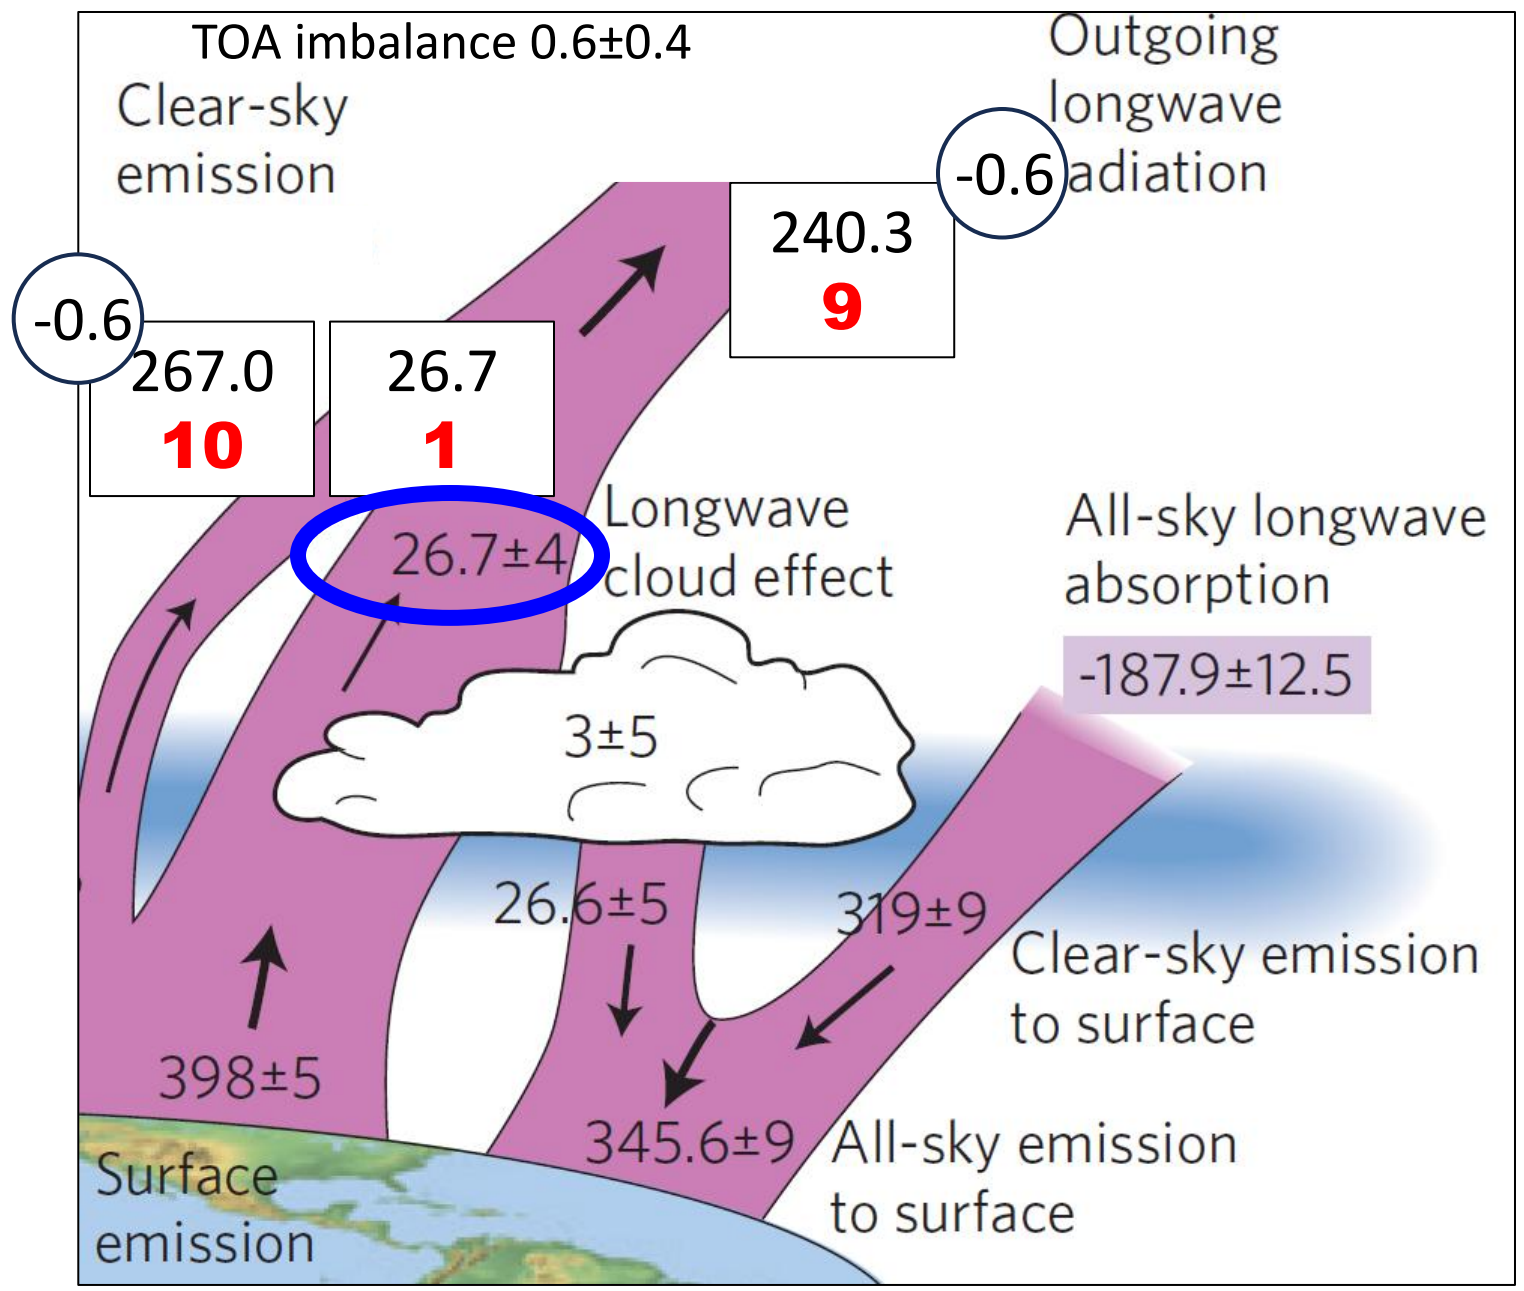 TOA imbalance 0.6±0.4
Clear-sky
emission
Outgoing
longwave
adiation
-0.6
240.3
9
-0.6
267.0
10
26.7
1
26.7±4
Longwave
cloud effect
All-sky longwave
absorption
-187.9±12.5
3±5
26.6±5
319±9
Clear-sky emission
to surface
398±5
345.6±9
All-sky emission
to surface
Surface
emission